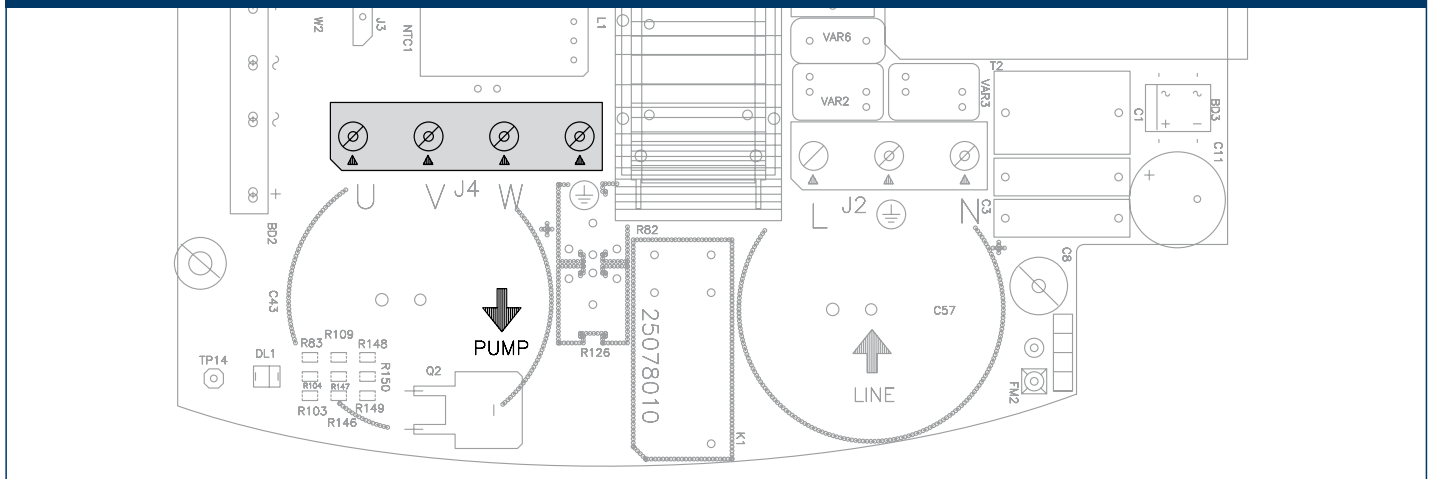 W2
J3
NTC1
L1
VAR6
T2
VAR2
VAR3
C1
BD3
C11
~
~
~
~
+
−
+
+
U V J4 W
L J2 N
C3
BD2
R82
C8
C43
C57
25078010
PUMP
LINE
R109
R83
R148
TP14
DL1
R104
R147
R150
R103
R149
R146
Q2
R126
K1
FM2